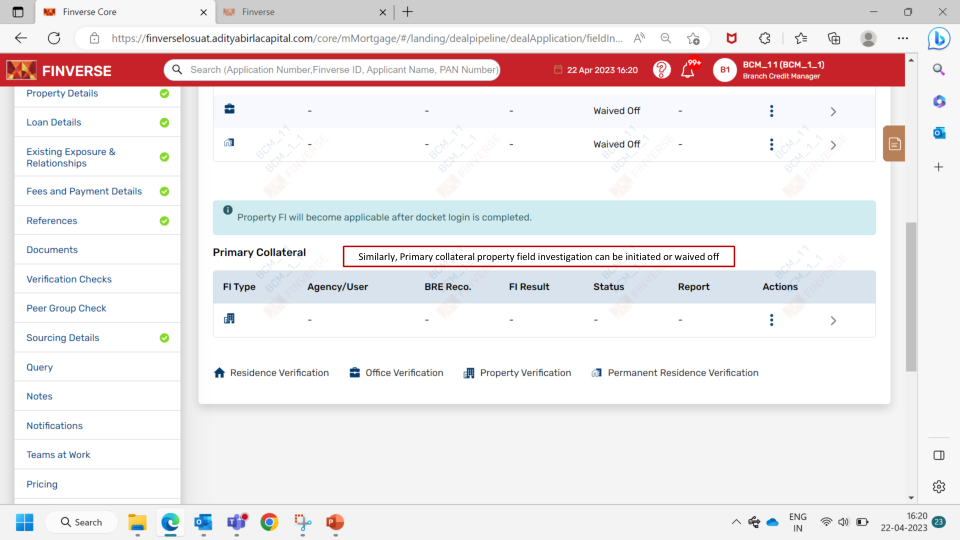 Finverse Core
Finverse
https://finverselosuat.adityabirlacapital.com/core/mMortgage/#/landing/dealpipeline/dealApplication/fieldIn...
FINVERSE
Search (Application Number,Finverse ID, Applicant Name, PAN Number)
22 Apr 2023 16:20
99+
B1
BCM_1 1 (BCM_1_1)
Branch Credit Manager
Property Details
Loan Details
Existing Exposure &
Relationships
Fees and Payment Details
References
Documents
Verification Checks
Peer Group Check
Sourcing Details
Query
Notes
Notifications
Teams at Work
Pricing
- - - Waived Off -
- - - Waived Off -
Property FI will become applicable after docket login is completed.
Primary Collateral
Similarly, Primary collateral property field investigation can be initiated or waived off
FI Type Agency/User BRE Reco. FI Result Status Report Actions
- - - - -
Residence Verification Office Verification Property Verification Permanent Residence Verification
BCM_1 1
BCM_1_1
FINVERSE
Search
ENG
IN
16:20
22-04-2023
23